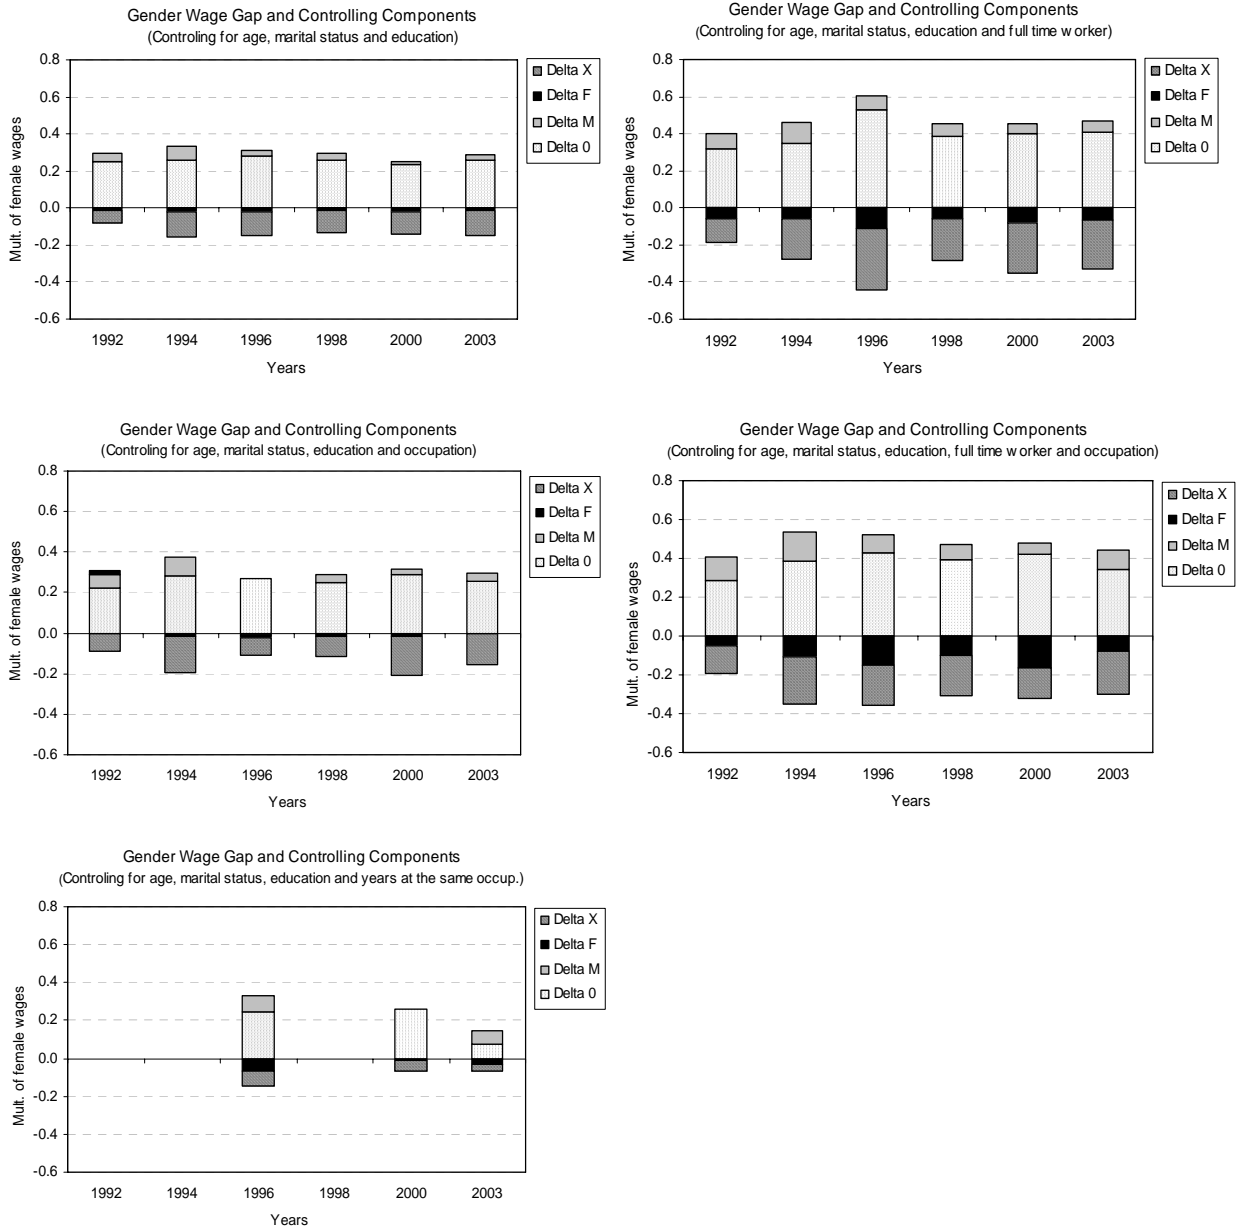 Gender Wage Gap and Controlling Components
(Controling for age, marital status and education)
0.8
0.6
0.4
0.2
0.0
-0.2
-0.4
-0.6
Mult. of female wages
1992 1994 1996 1998 2000 2003
Years
Delta X
Delta F
Delta M
Delta 0
Gender Wage Gap and Controlling Components
(Controling for age, marital status, education and full time worker)
0.8
0.6
0.4
0.2
0.0
-0.2
-0.4
-0.6
Mult. of female wages
1992 1994 1996 1998 2000 2003
Years
Delta X
Delta F
Delta M
Delta 0
Gender Wage Gap and Controlling Components
(Controling for age, marital status, education and occupation)
0.8
0.6
0.4
0.2
0.0
-0.2
-0.4
-0.6
Mult. of female wages
1992 1994 1996 1998 2000 2003
Years
Delta X
Delta F
Delta M
Delta 0
Gender Wage Gap and Controlling Components
(Controling for age, marital status, education, full time worker and occupation)
0.8
0.6
0.4
0.2
0.0
-0.2
-0.4
-0.6
Mult. of female wages
1992 1994 1996 1998 2000 2003
Years
Delta X
Delta F
Delta M
Delta 0
Gender Wage Gap and Controlling Components
(Controling for age, marital status, education and years at the same occup.)
0.8
0.6
0.4
0.2
0.0
-0.2
-0.4
-0.6
Mult. of female wages
1992 1994 1996 1998 2000 2003
Years
Delta X
Delta F
Delta M
Delta 0